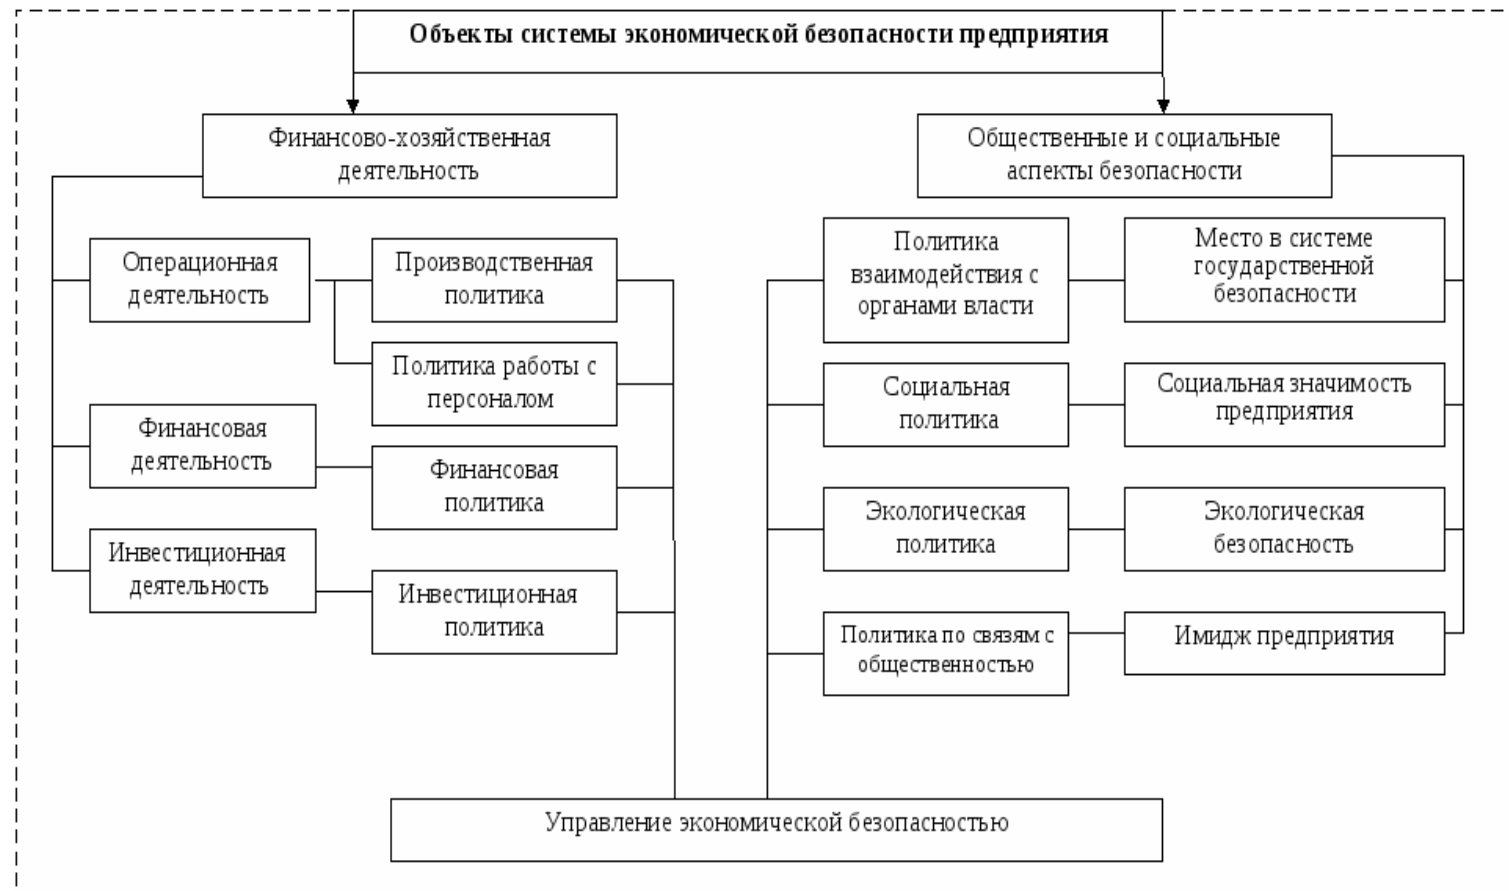 Объекты системы экономической безопасности предприятия
Финансово-хозяйственная
деятельность
Общественные и социальные
аспекты безопасности
Операционная
деятельность
Производственная
политика
Политика работы с
персоналом
Финансовая
деятельность
Финансовая
политика
Инвестиционная
деятельность
Инвестиционная
политика
Политика
взаимодействия с
органами власти
Место в системе
государственной
безопасности
Социальная
политика
Социальная значимость
предприятия
Экологическая
политика
Экологическая
безопасность
Политика по связям с
общественностью
Имидж предприятия
Управление экономической безопасностью